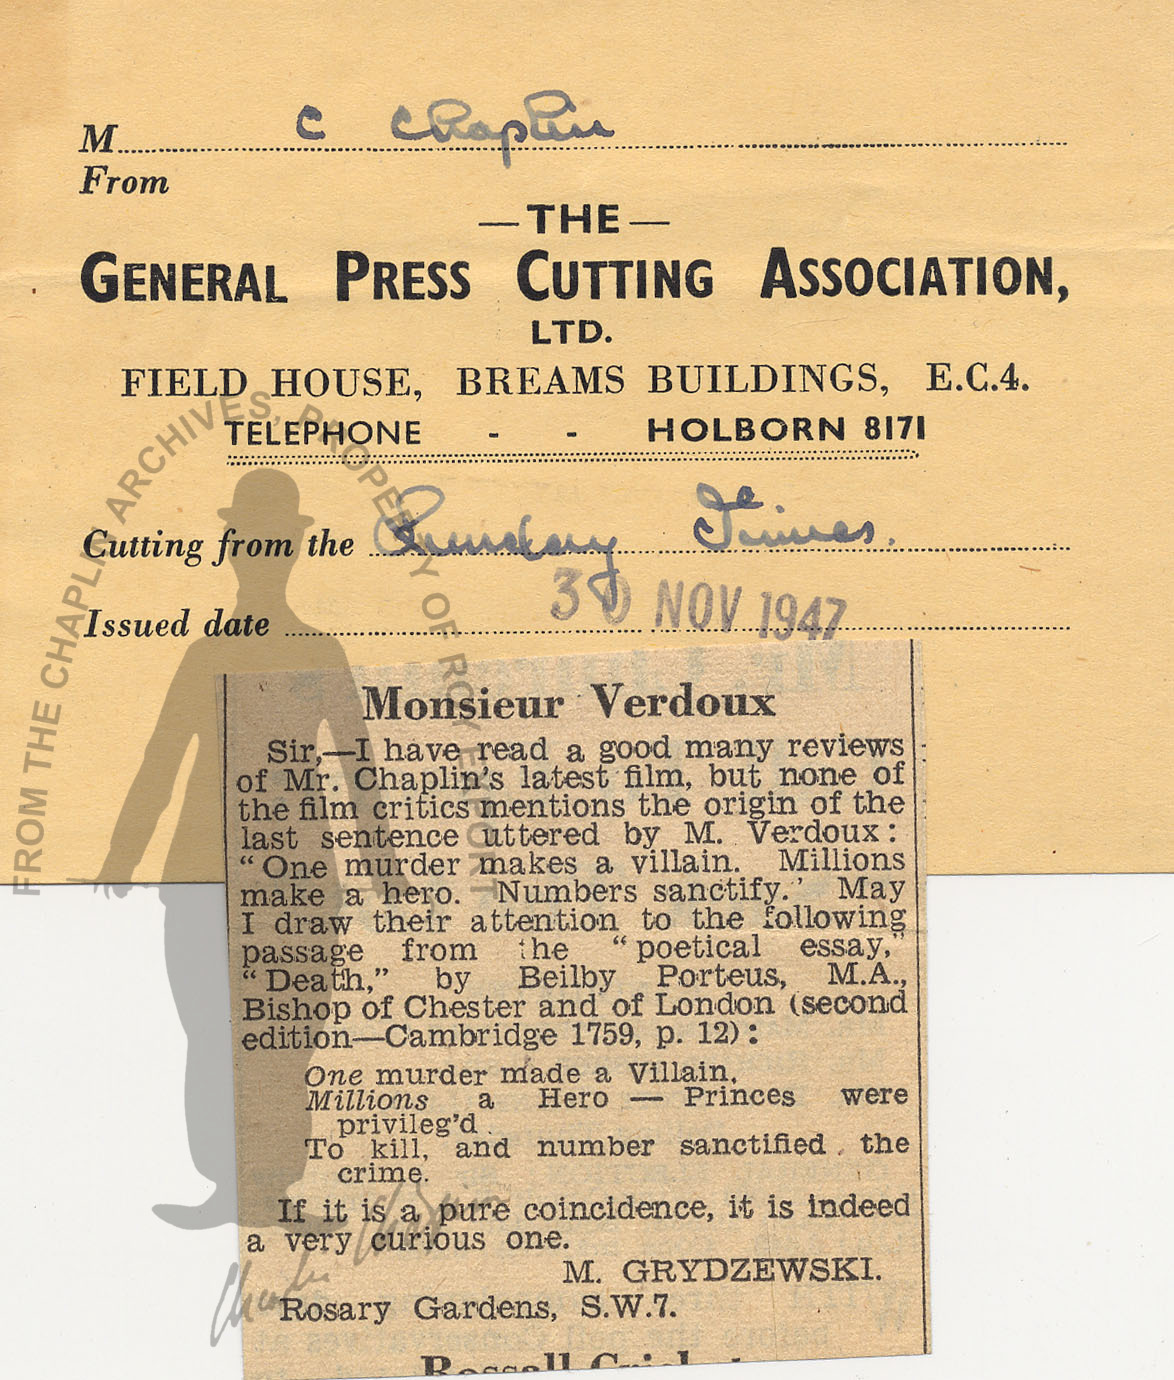 M C Chaplin
From
—THE—
GENERAL PRESS CUTTING ASSOCIATION,
LTD.
FIELD HOUSE, BREAMS BUILDINGS, E.C.4.
TELEPHONE - - HOLBORN 8171
Cutting from the Sunday Times.
Issued date 30 NOV 1947
FROM THE CHAPLIN ARCHIVES, PROPERTY OF ROY EXPORT
Monsieur Verdoux
Sir,—I have read a good many reviews
of Mr. Chaplin's latest film, but none of
the film critics mentions the origin of the
last sentence uttered by M. Verdoux:
“One murder makes a villain. Millions
make a hero. Numbers sanctify.' May
I draw their attention to the following
passage from the “poetical essay,”
“Death,” by Beilby Porteus, M.A.,
Bishop of Chester and of London (second
edition—Cambridge 1759, p. 12):
One murder made a Villain,
Millions a Hero — Princes were
privileg'd
To kill, and number sanctified the
crime.
If it is a pure coincidence, it is indeed
a very curious one.
M. GRYDZEWSKI.
Rosary Gardens, S.W.7.
Charlie Chaplin
Rossall